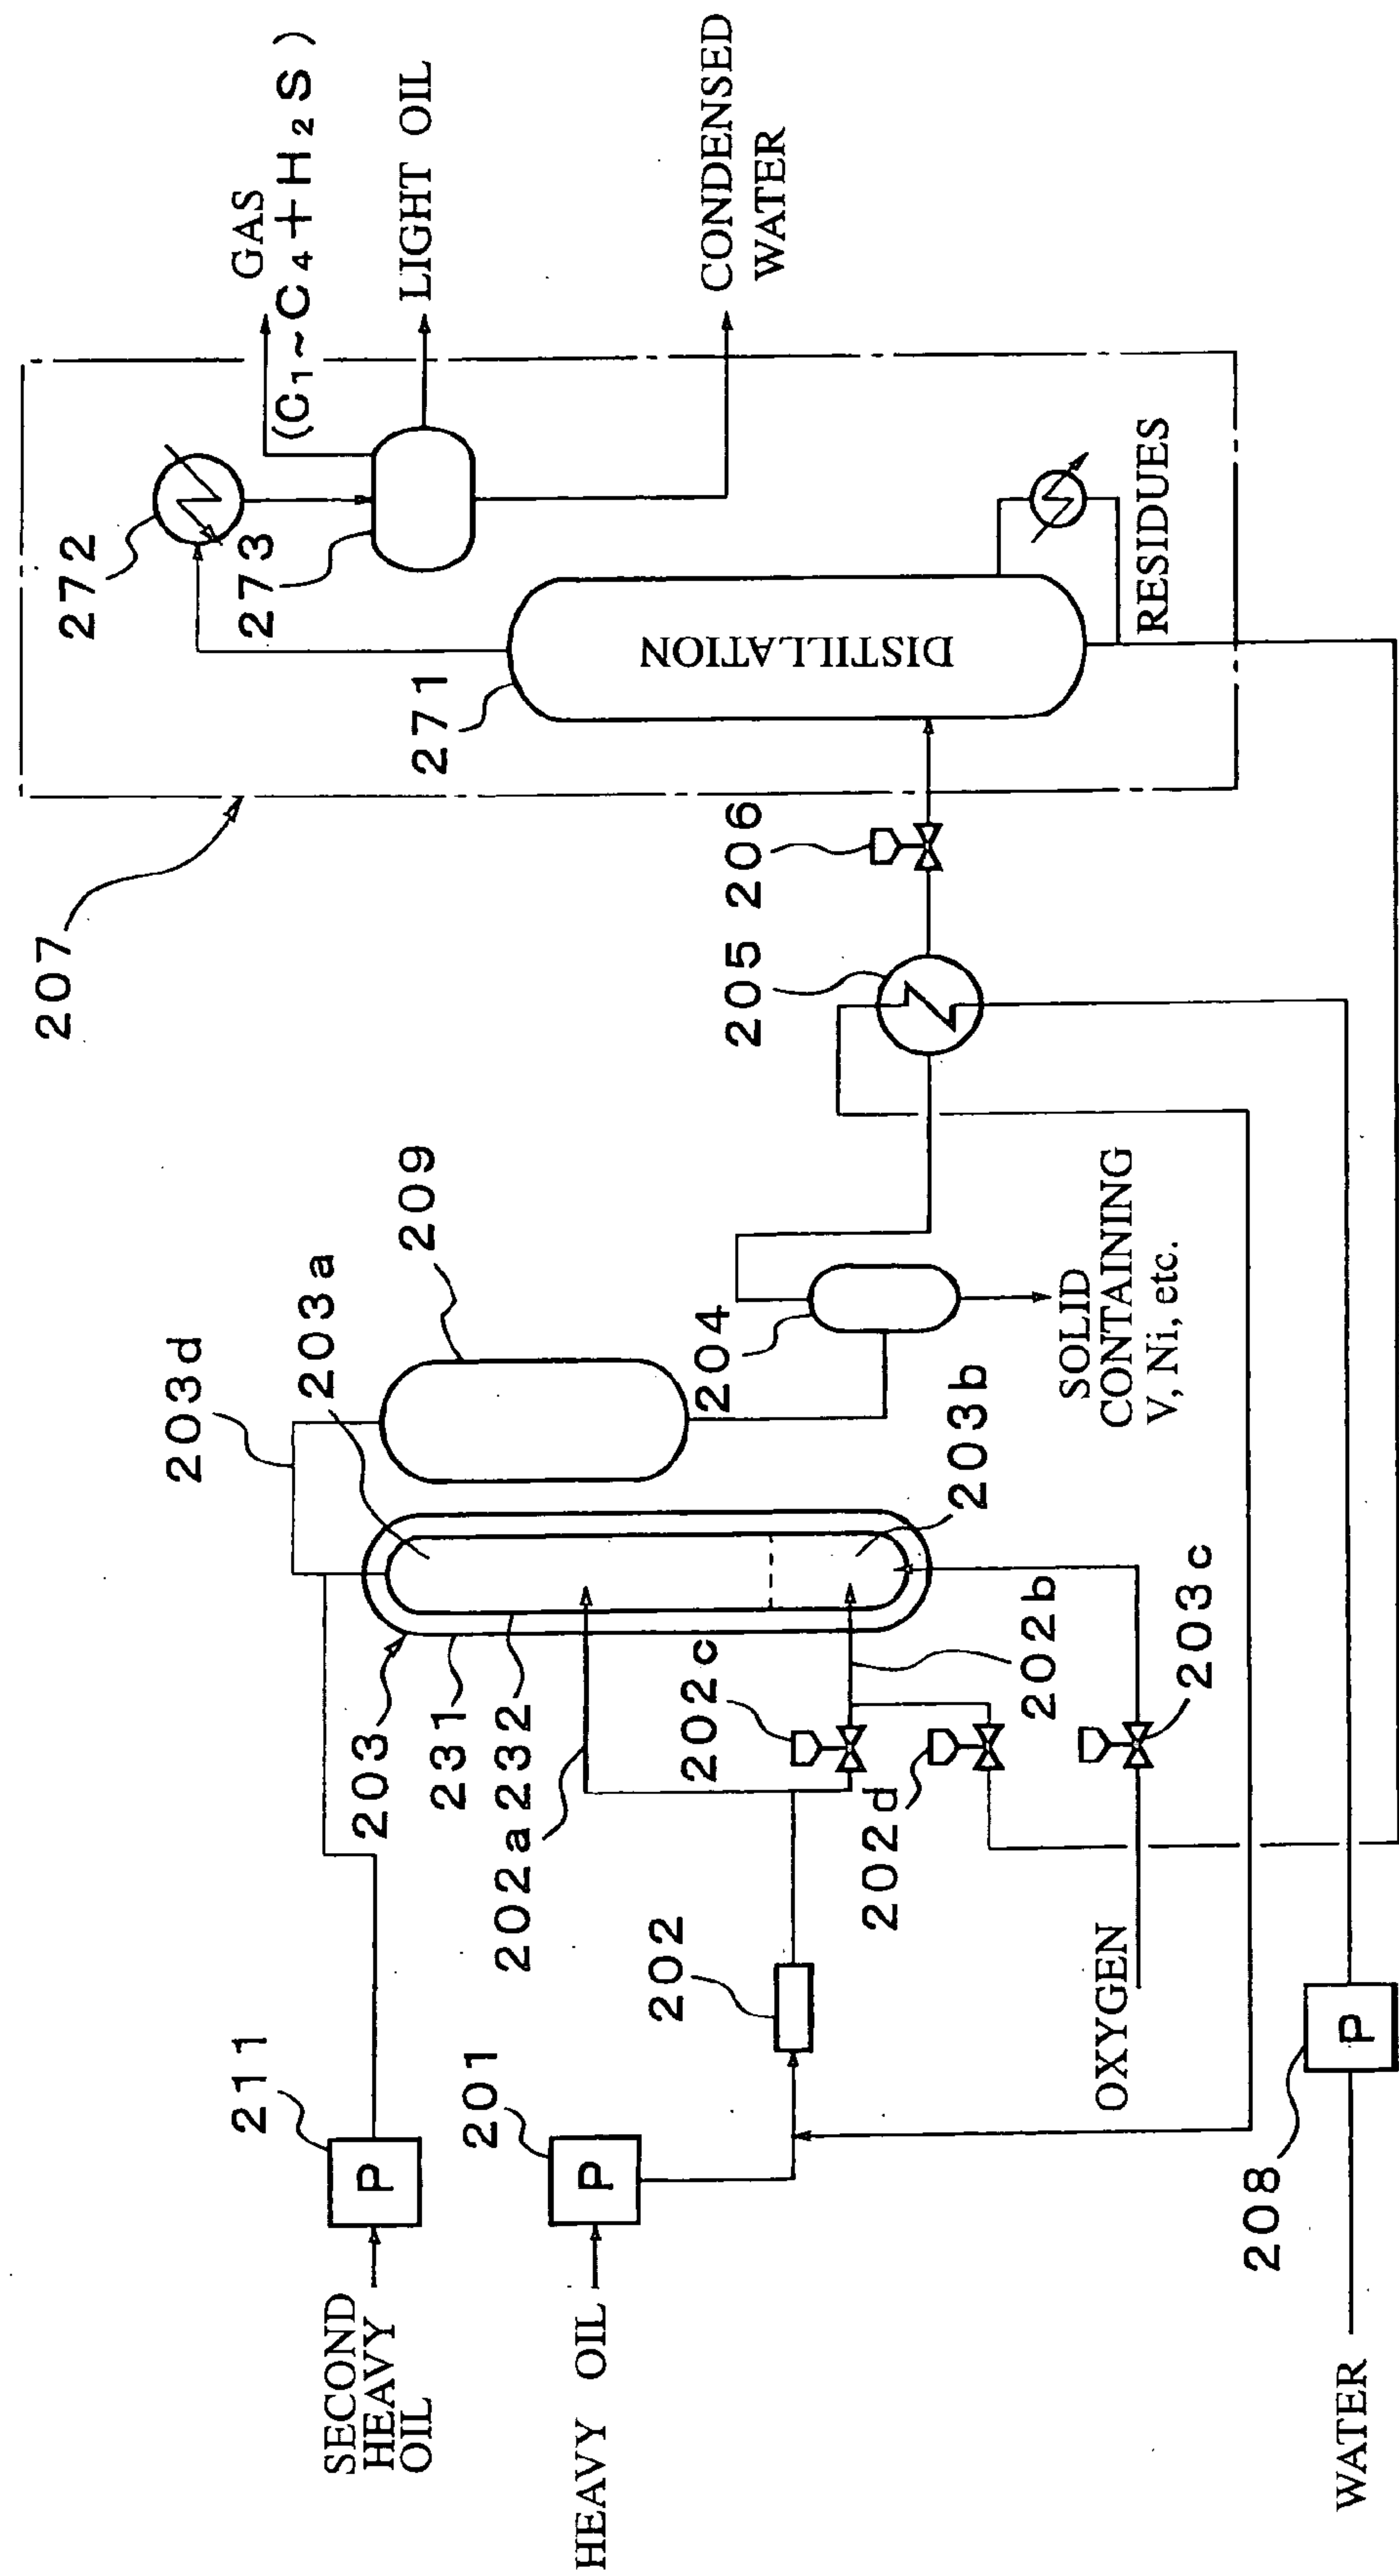 207
272
273
271
GAS
(C₁~C₄+H₂S)
LIGHT OIL
CONDENSED
WATER
DISTILLATION
RESIDUES
206
205
209
203a
203d
204
203b
SOLID
CONTAINING
V, Ni, etc.
203
231
232
202a
202c
202b
202d
203c
202
OXYGEN
211
P
SECOND
HEAVY
OIL
201
P
HEAVY OIL
208
P
WATER